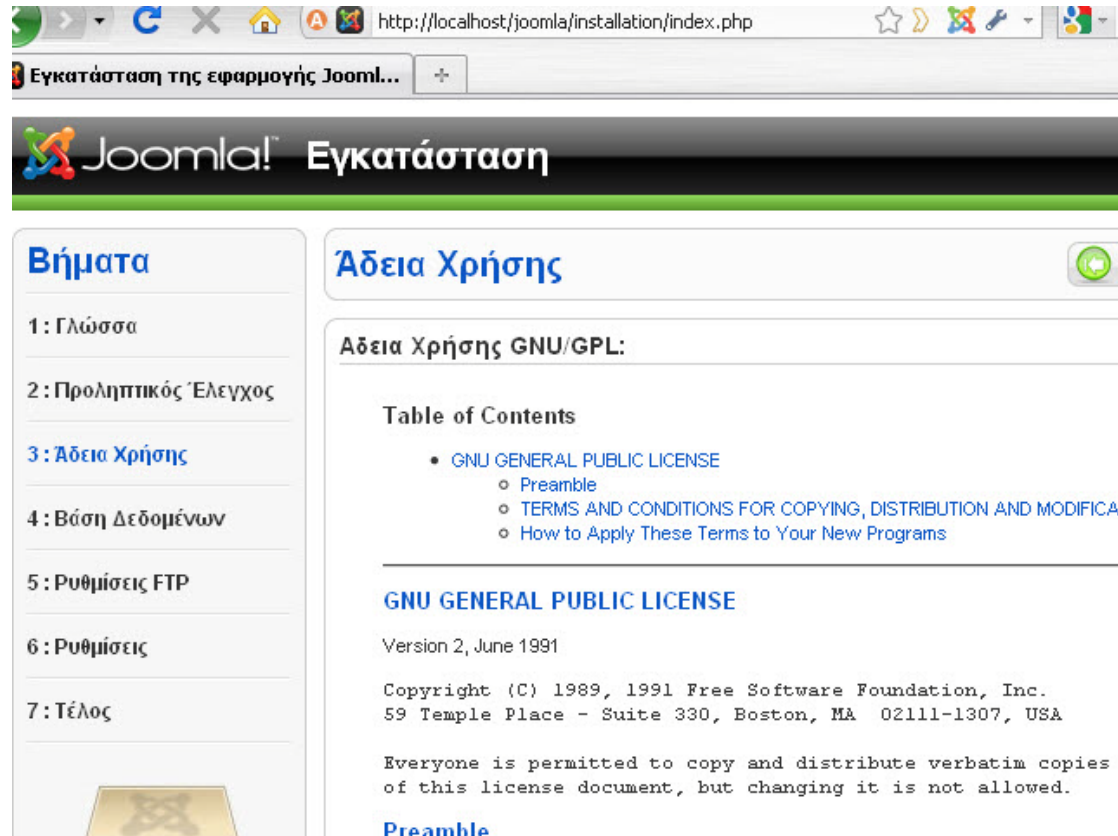 http://localhost/joomla/installation/index.php
Εγκατάσταση της εφαρμογής Jooml...
Joomla!™ Εγκατάσταση
Βήματα
1 : Γλώσσα
2 : Προληπτικός Έλεγχος
3 : Άδεια Χρήσης
4 : Βάση Δεδομένων
5 : Ρυθμίσεις FTP
6 : Ρυθμίσεις
7 : Τέλος
Άδεια Χρήσης
Αδεια Χρήσης GNU/GPL:
Table of Contents
GNU GENERAL PUBLIC LICENSE
Preamble
TERMS AND CONDITIONS FOR COPYING, DISTRIBUTION AND MODIFICA
How to Apply These Terms to Your New Programs
GNU GENERAL PUBLIC LICENSE
Version 2, June 1991
Copyright (C) 1989, 1991 Free Software Foundation, Inc.
59 Temple Place - Suite 330, Boston, MA  02111-1307, USA
Everyone is permitted to copy and distribute verbatim copies
of this license document, but changing it is not allowed.
Preamble